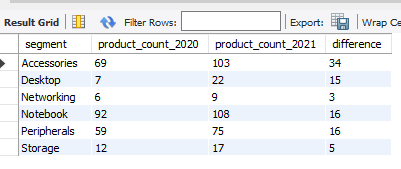 Result Grid Filter Rows: Export: Wrap Ce
segment product_count_2020 product_count_2021 difference
Accessories 69 103 34
Desktop 7 22 15
Networking 6 9 3
Notebook 92 108 16
Peripherals 59 75 16
Storage 12 17 5